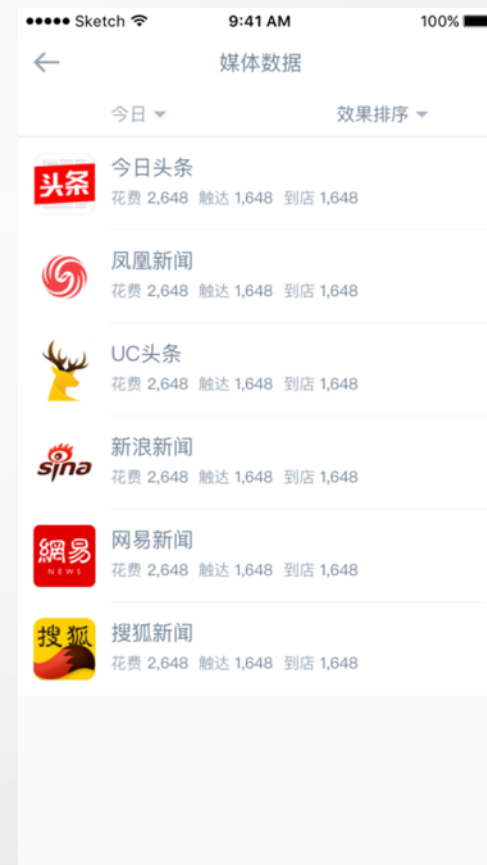 ●●●●● Sketch 9:41 AM 100%
媒体数据
今日 效果排序
头条
今日头条
花费 2,648 触达 1,648 到店 1,648
凤凰新闻
花费 2,648 触达 1,648 到店 1,648
UC头条
花费 2,648 触达 1,648 到店 1,648
sina
新浪新闻
花费 2,648 触达 1,648 到店 1,648
網易
NEWS
网易新闻
花费 2,648 触达 1,648 到店 1,648
搜狐
搜狐新闻
花费 2,648 触达 1,648 到店 1,648